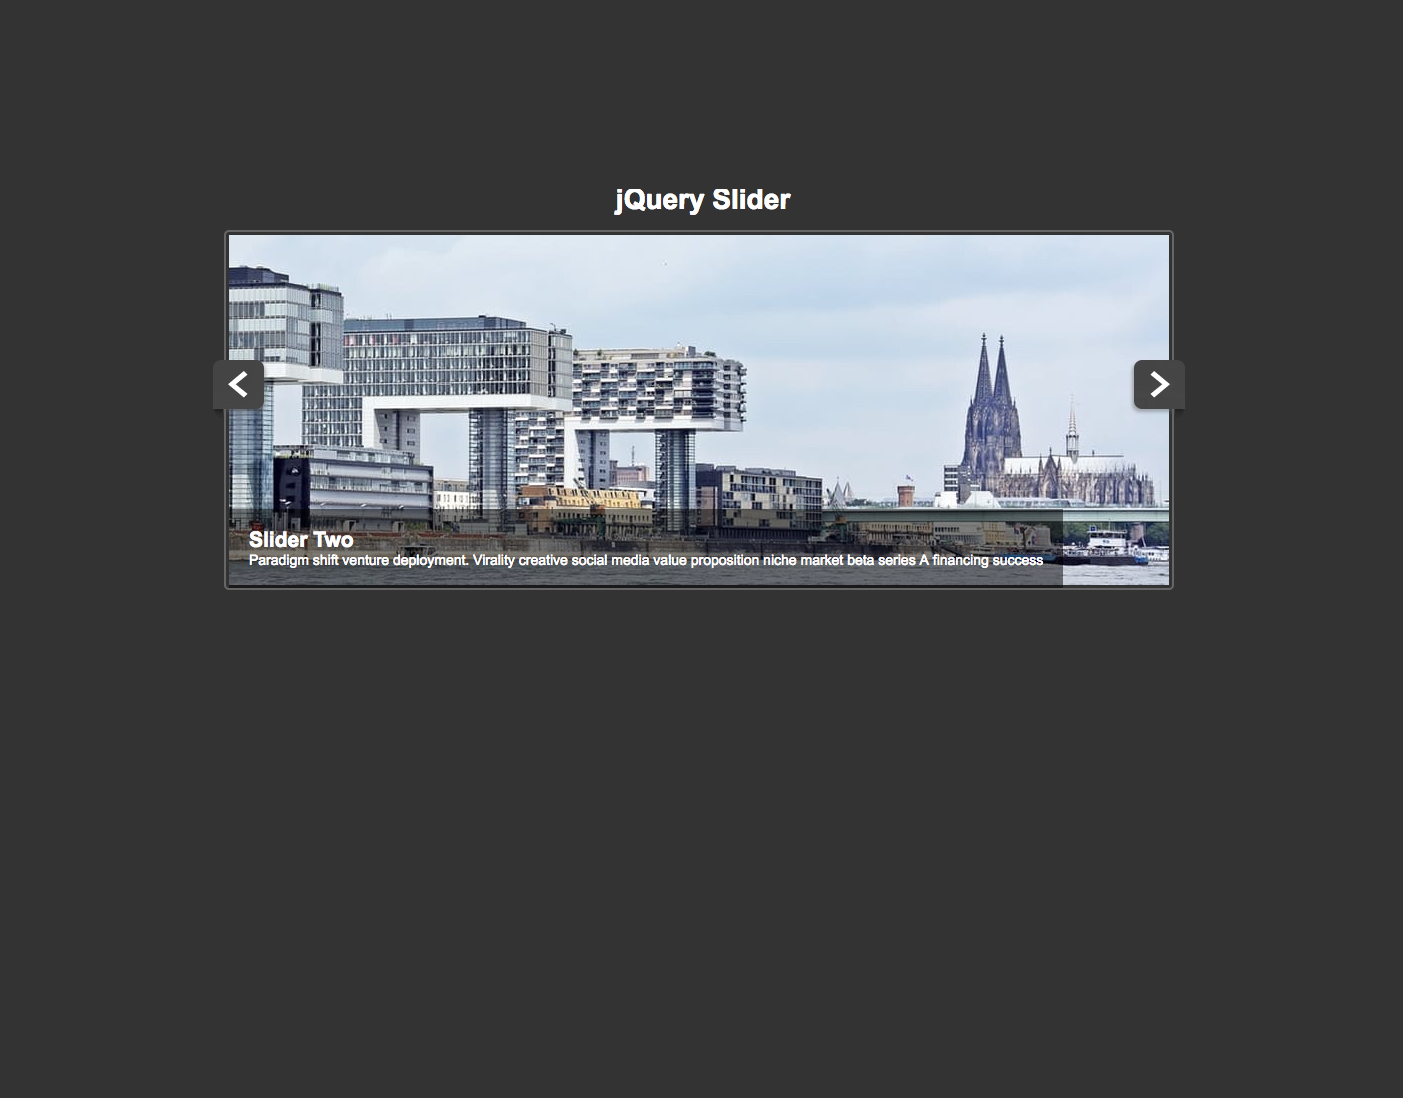 jQuery Slider
Slider Two
Paradigm shift venture deployment. Virality creative social media value proposition niche market beta series A financing success